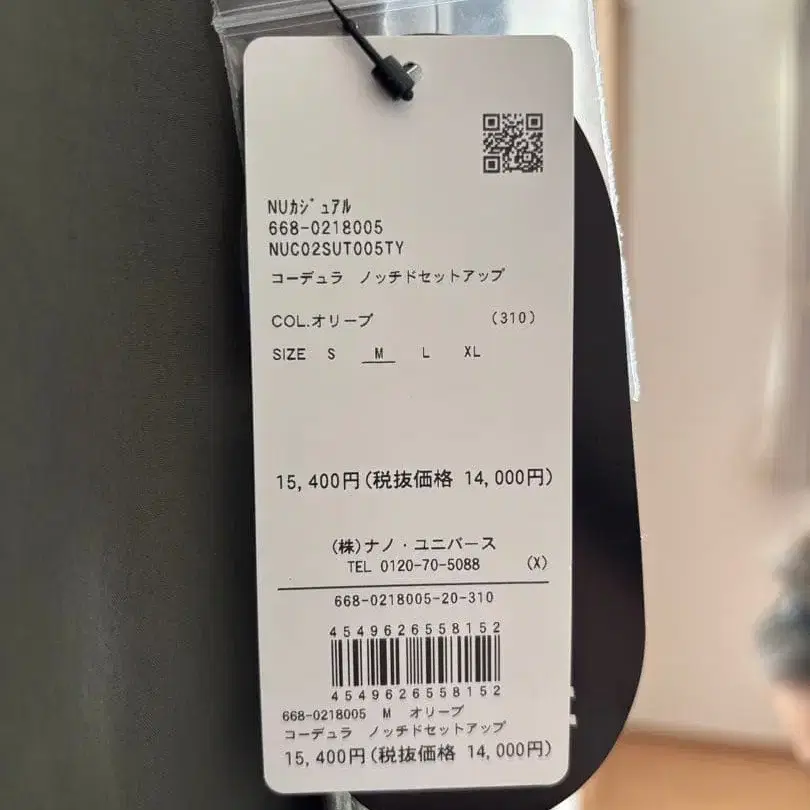 NUｶｼﾞｭｱﾙ
668-0218005
NUC02SUT005TY
コーデュラ ノッチドセットアップ
COL.オリーブ (310)
SIZE S M L XL
15,400円(税抜価格 14,000円)
(株)ナノ・ユニバース
TEL 0120-70-5088 (X)
668-0218005-20-310
4549626558152
4549626558152
668-0218005 M オリーブ
コーデュラ ノッチドセットアップ
15,400円(税抜価格 14,000円)